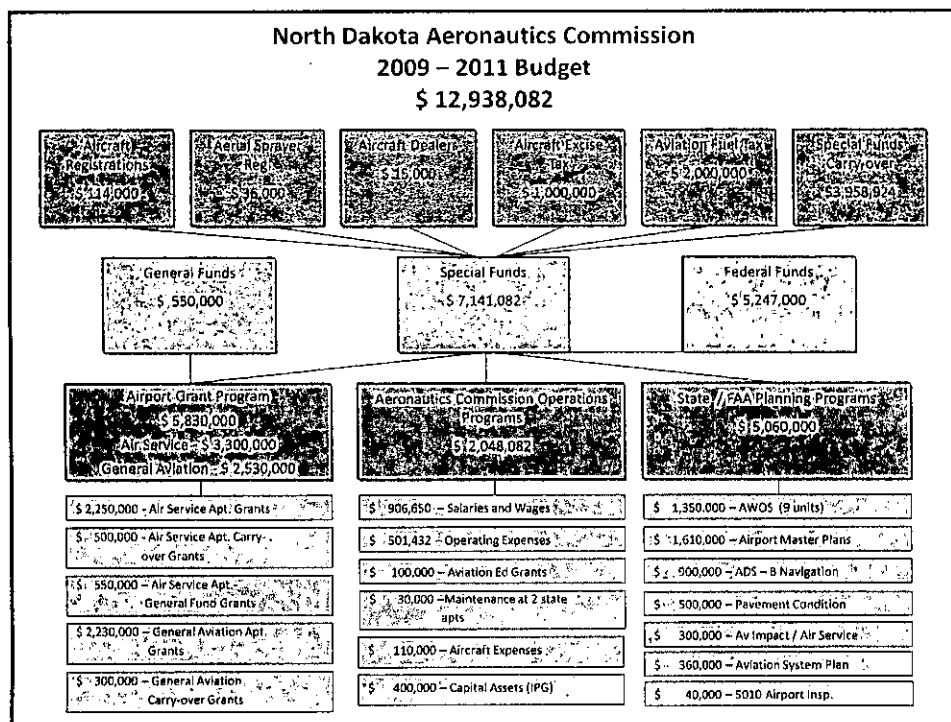 North Dakota Aeronautics Commission
2009 – 2011 Budget
$ 12,938,082
Aircraft
Registrations
$ 114,000
Aerial Sprayer
Reg.
Aircraft Dealers
$ 15,000
Aircraft Excise
Tax
$ 1,000,000
Aviation Fuel Tax
$ 2,000,000
Special Funds
Carry-over
$3,958,924
General Funds
$ 550,000
Special Funds
$ 7,141,082
Federal Funds
$ 5,247,000
Airport Grant Program
$ 5,830,000
Air Service – $ 3,300,000
General Aviation – $ 2,530,000
$ 2,250,000 - Air Service Apt. Grants
$ 500,000 - Air Service Apt. Carry-
over Grants
$ 550,000 – Air Service Apt. -
General Fund Grants
$ 2,230,000 – General Aviation Apt.
Grants
$ 300,000 – General Aviation
Carry-over Grants
Aeronautics Commission Operations
Programs
$ 2,048,082
$ 906,650 – Salaries and Wages
$ 501,432 – Operating Expenses
$ 100,000 – Aviation Ed Grants
$ 30,000 –Maintenance at 2 state
apts
$ 110,000 – Aircraft Expenses
$ 400,000 – Capital Assets (IPG)
State / FAA Planning Programs
$ 5,060,000
$ 1,350,000 – AWOS (9 units)
$ 1,610,000 – Airport Master Plans
$ 900,000 – ADS – B Navigation
$ 500,000 – Pavement Condition
$ 300,000 – Av Impact / Air Service
$ 360,000 – Aviation System Plan
$ 40,000 – 5010 Airport Insp.